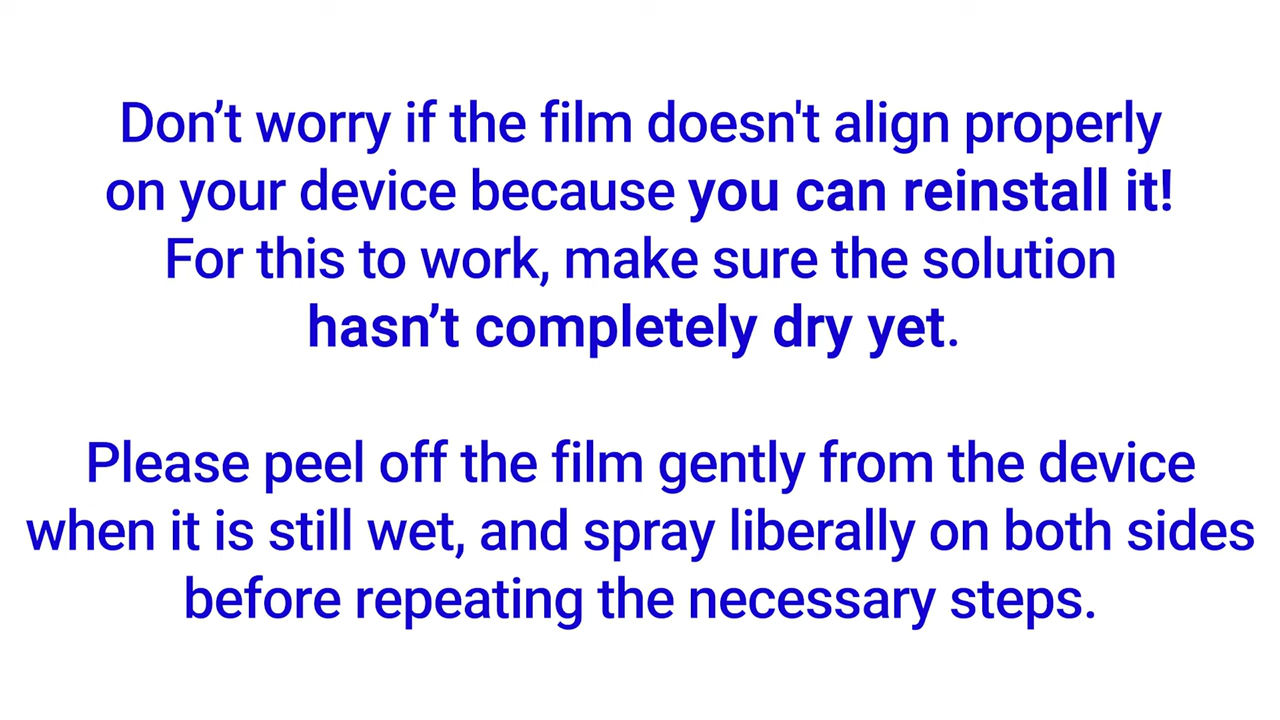 Don’t worry if the film doesn't align properly
on your device because you can reinstall it!
For this to work, make sure the solution
hasn’t completely dry yet.
Please peel off the film gently from the device
when it is still wet, and spray liberally on both sides
before repeating the necessary steps.